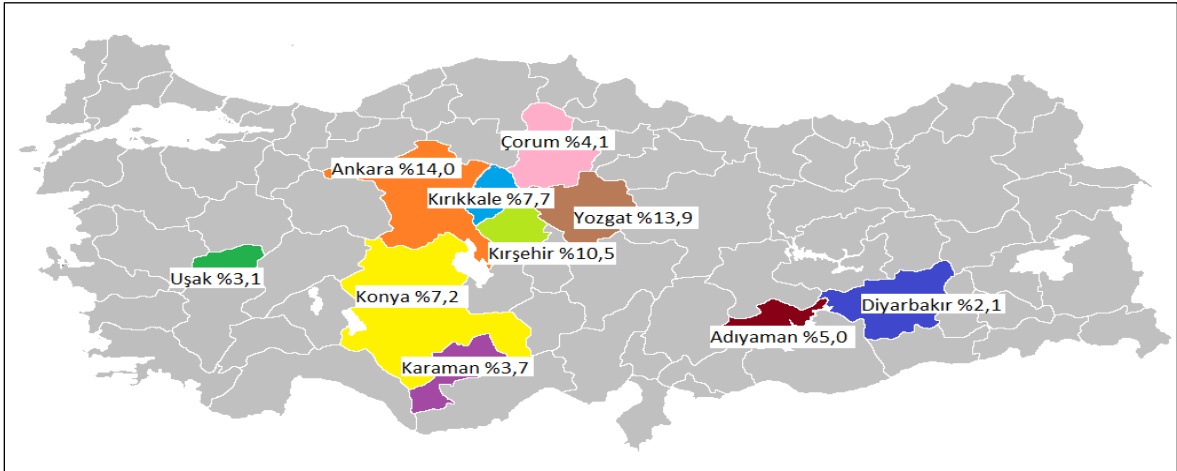 Çorum %4,1
Ankara %14,0
Kırıkkale %7,7
Yozgat %13,9
Kırşehir %10,5
Uşak %3,1
Konya %7,2
Diyarbakır %2,1
Adıyaman %5,0
Karaman %3,7